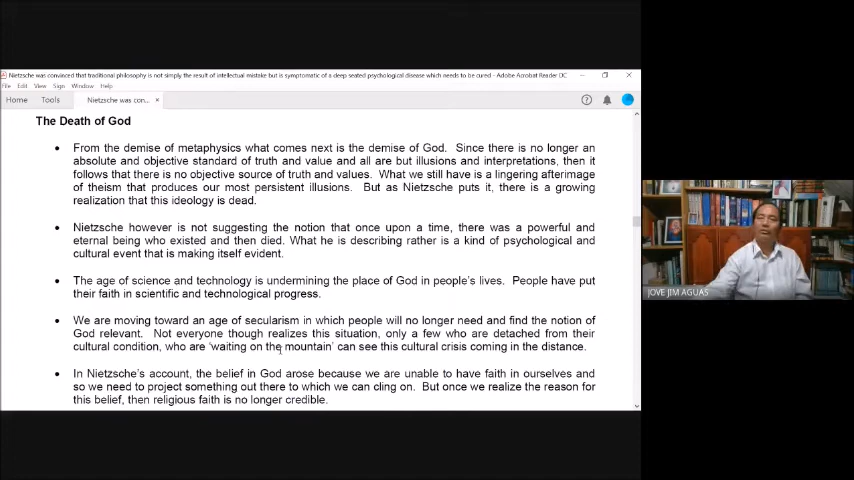 Nietzsche was convinced that traditional philosophy is not simply the result of intellectual mistake but is symptomatic of a deep seated psychological disease which needs to be cured - Adobe Acrobat Reader DC
File Edit View Sign Window Help
Home Tools Nietzsche was con... ×
The Death of God
• From the demise of metaphysics what comes next is the demise of God. Since there is no longer an
absolute and objective standard of truth and value and all are but illusions and interpretations, then it
follows that there is no objective source of truth and values. What we still have is a lingering afterimage
of theism that produces our most persistent illusions. But as Nietzsche puts it, there is a growing
realization that this ideology is dead.
• Nietzsche however is not suggesting the notion that once upon a time, there was a powerful and
eternal being who existed and then died. What he is describing rather is a kind of psychological and
cultural event that is making itself evident.
• The age of science and technology is undermining the place of God in people's lives. People have put
their faith in scientific and technological progress.
• We are moving toward an age of secularism in which people will no longer need and find the notion of
God relevant. Not everyone though realizes this situation, only a few who are detached from their
cultural condition, who are 'waiting on the mountain' can see this cultural crisis coming in the distance.
• In Nietzsche's account, the belief in God arose because we are unable to have faith in ourselves and
so we need to project something out there to which we can cling on. But once we realize the reason for
this belief, then religious faith is no longer credible.
JOVE JIM AGUAS